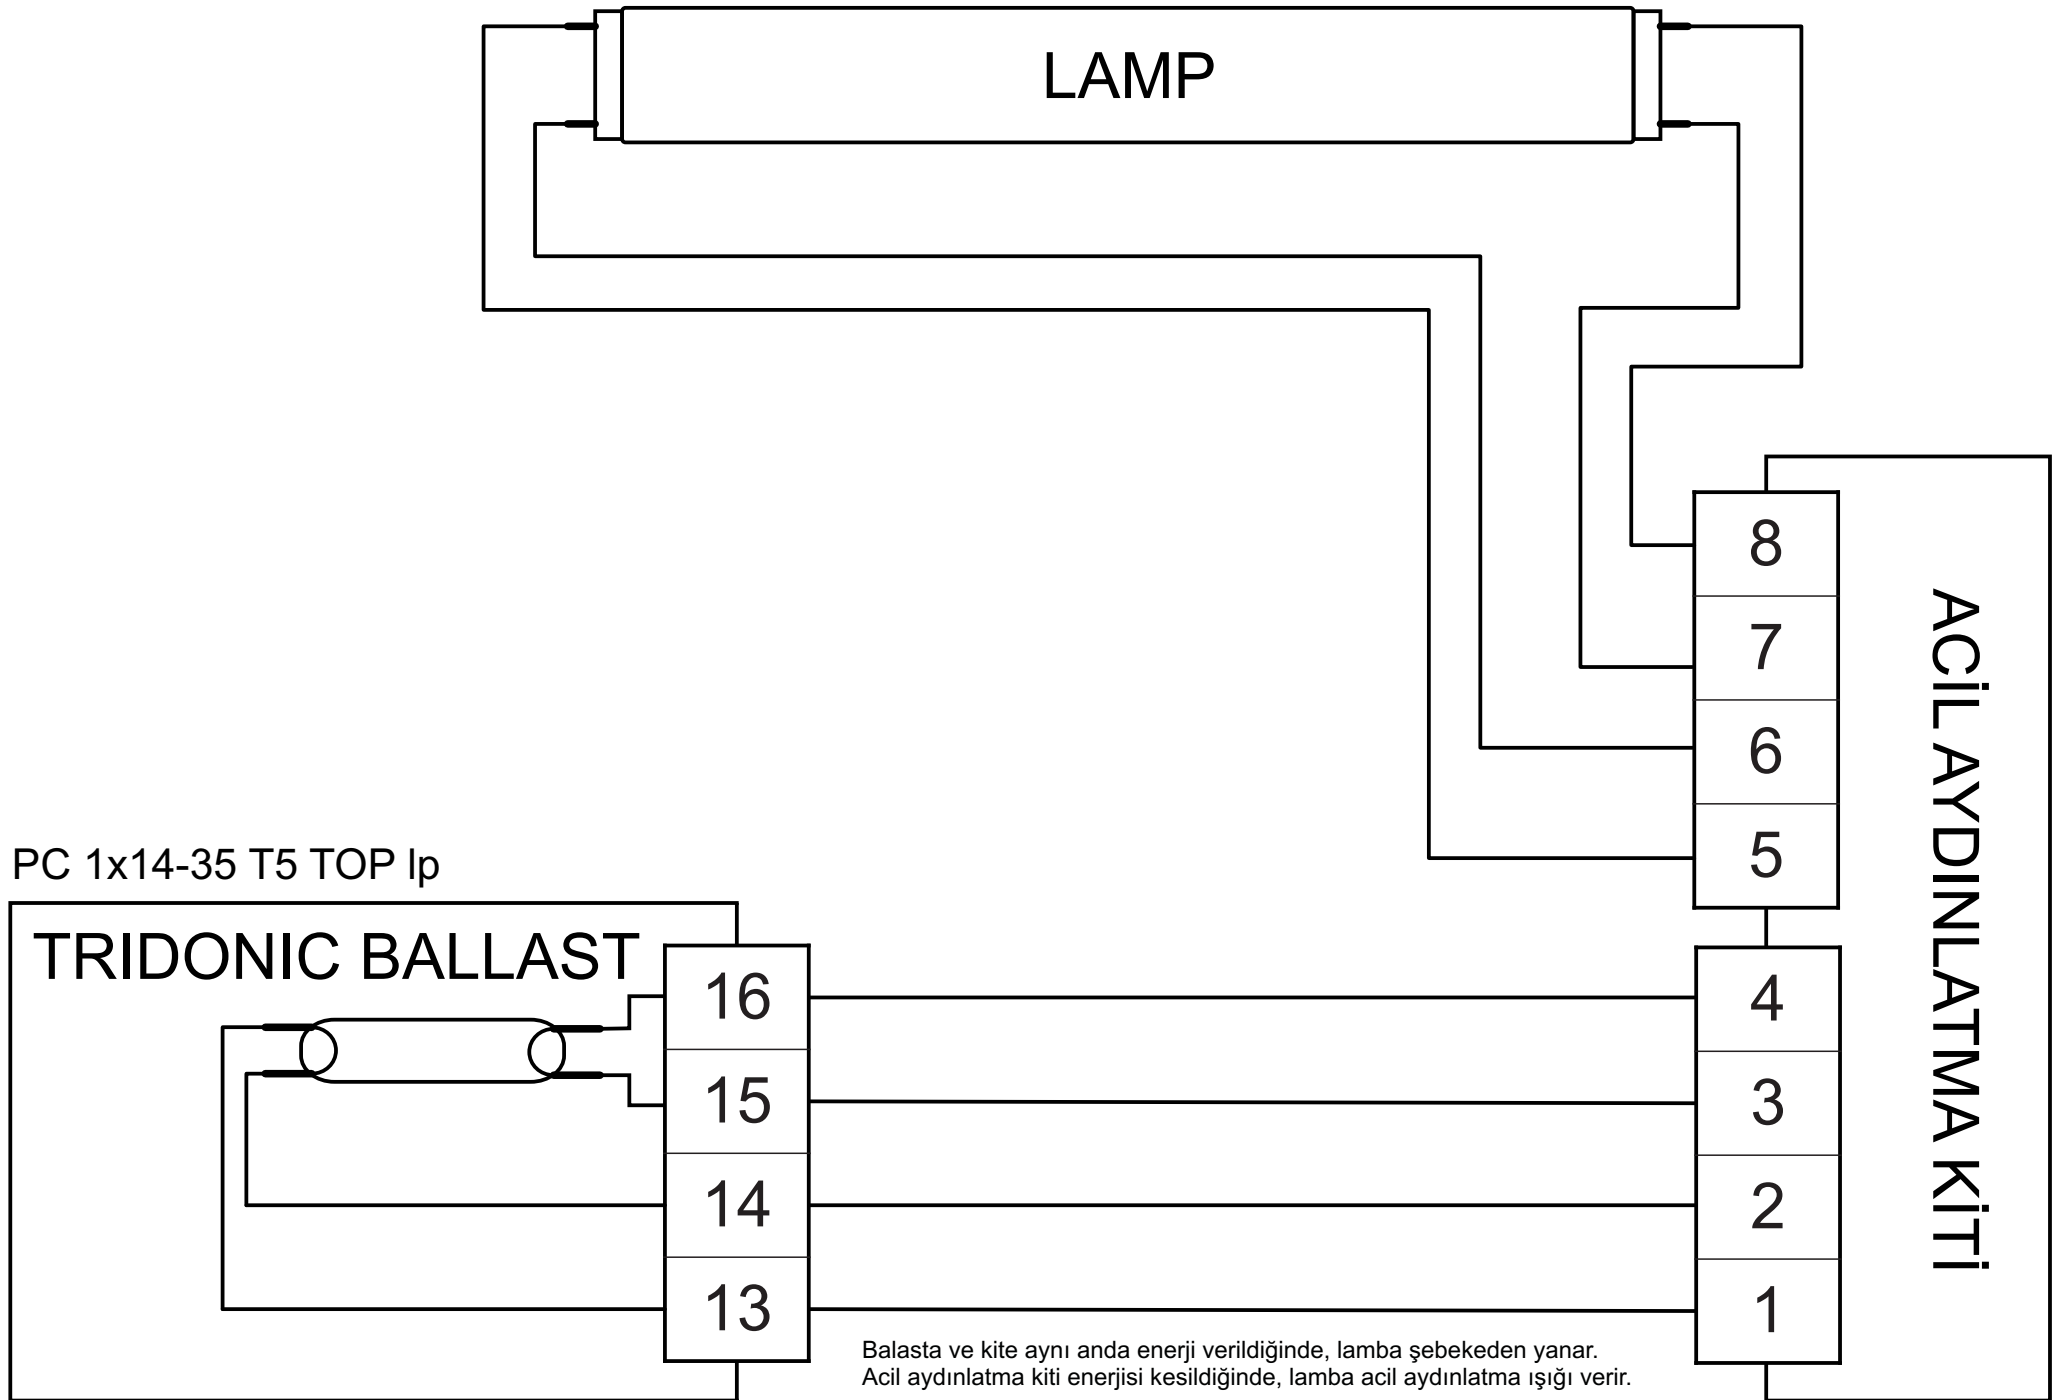 LAMP
8
7
6
5
ACİL AYDINLATMA KİTİ
PC 1x14-35 T5 TOP lp
TRIDONIC BALLAST
16
15
14
13
4
3
2
1
Balasta ve kite aynı anda enerji verildiğinde, lamba şebekeden yanar.
Acil aydınlatma kiti enerjisi kesildiğinde, lamba acil aydınlatma ışığı verir.